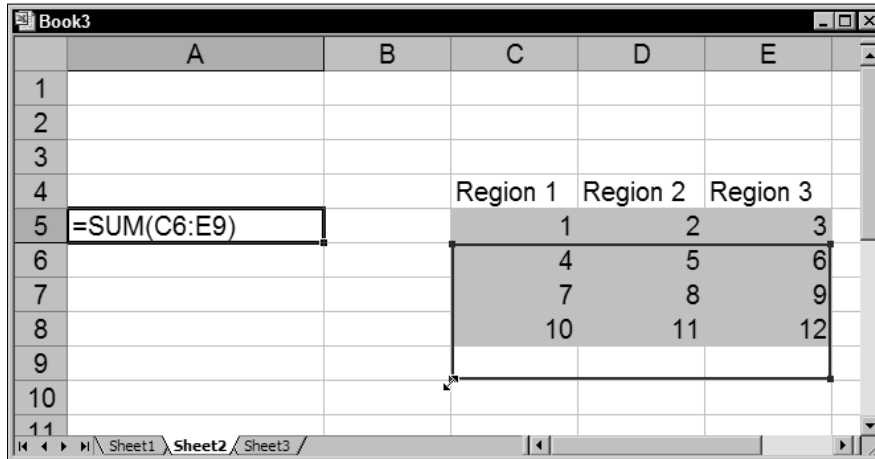 Book3
A B C D E
1
2
3
4 Region 1 Region 2 Region 3
5 =SUM(C6:E9) 1 2 3
6 4 5 6
7 7 8 9
8 10 11 12
9
10
11
Sheet1 Sheet2 Sheet3